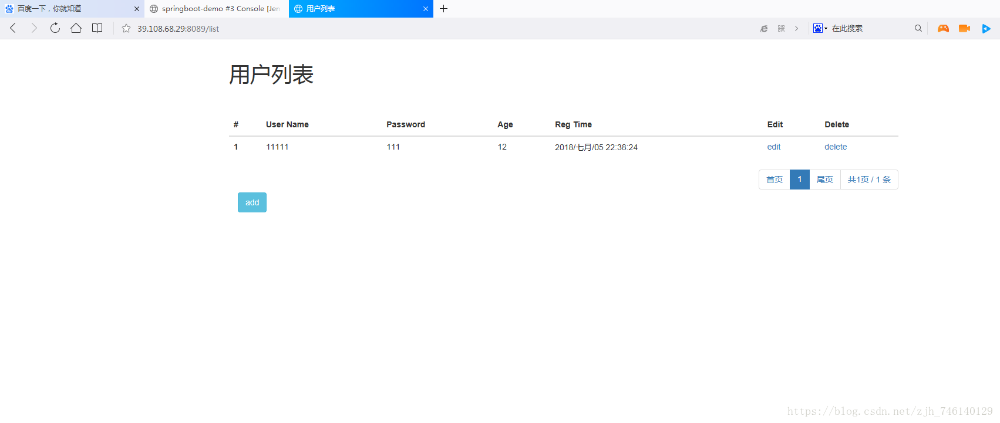 百度一下，你就知道
springboot-demo #3 Console [Jen
用户列表
39.108.68.29:8089/list
在此搜索
用户列表
# User Name Password Age Reg Time Edit Delete
1 11111 111 12 2018/七月/05 22:38:24 edit delete
首页 1 尾页 共1页 / 1 条
add
https://blog.csdn.net/zjh_746140129